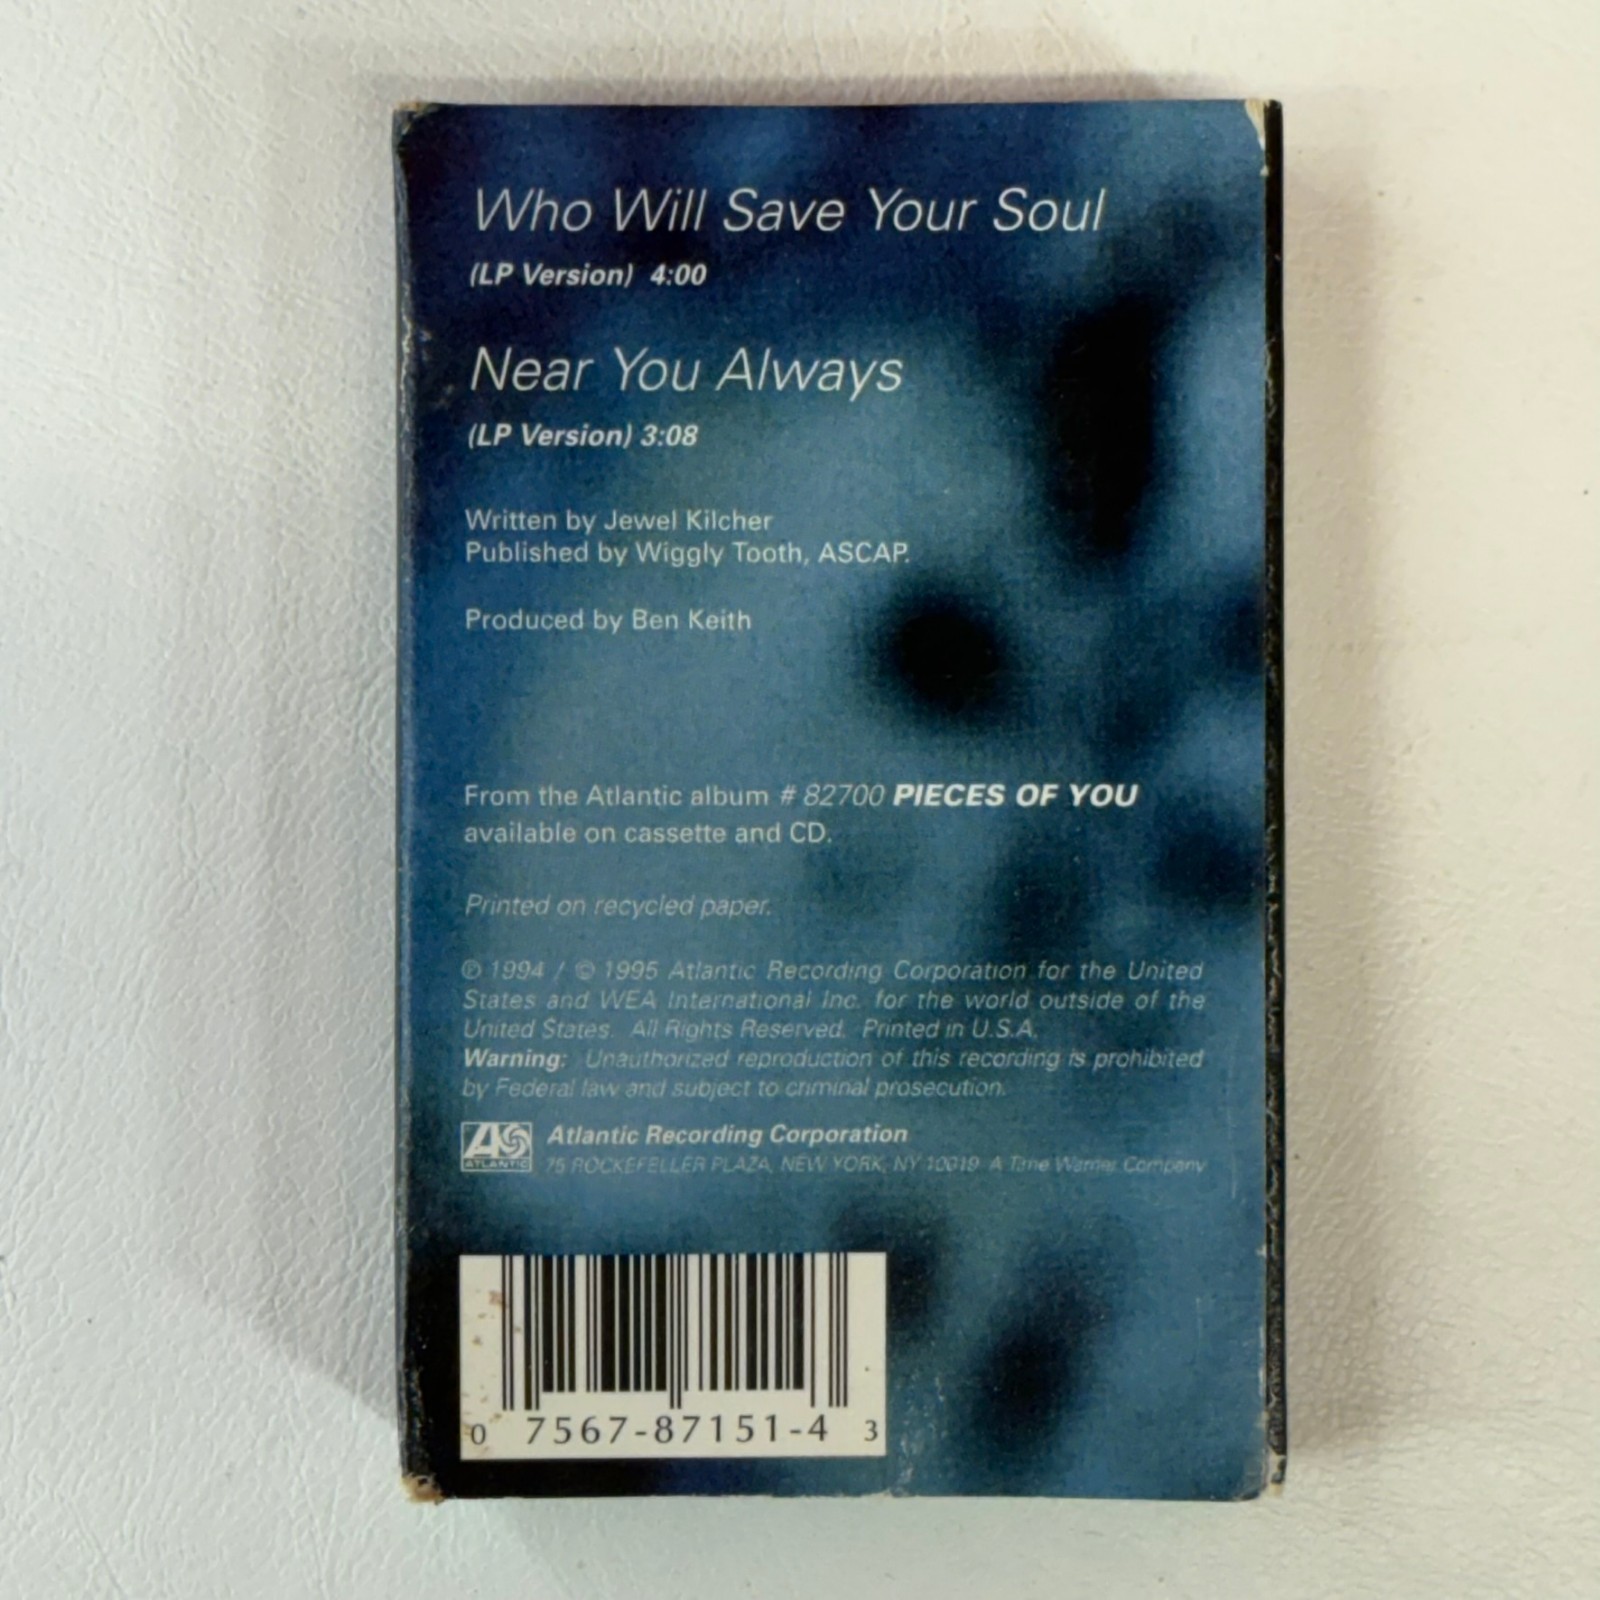 Who Will Save Your Soul
(LP Version) 4:00
Near You Always
(LP Version) 3:08
Written by Jewel Kilcher
Published by Wiggly Tooth, ASCAP.
Produced by Ben Keith
From the Atlantic album # 82700 PIECES OF YOU
available on cassette and CD.
Printed on recycled paper.
℗ 1994 / © 1995 Atlantic Recording Corporation for the United
States and WEA International Inc. for the world outside of the
United States. All Rights Reserved. Printed in U.S.A.
Warning: Unauthorized reproduction of this recording is prohibited
by Federal law and subject to criminal prosecution.
ATLANTIC
Atlantic Recording Corporation
75 ROCKEFELLER PLAZA, NEW YORK, NY 10019 A Time Warner Company
0 7567-87151-4 3